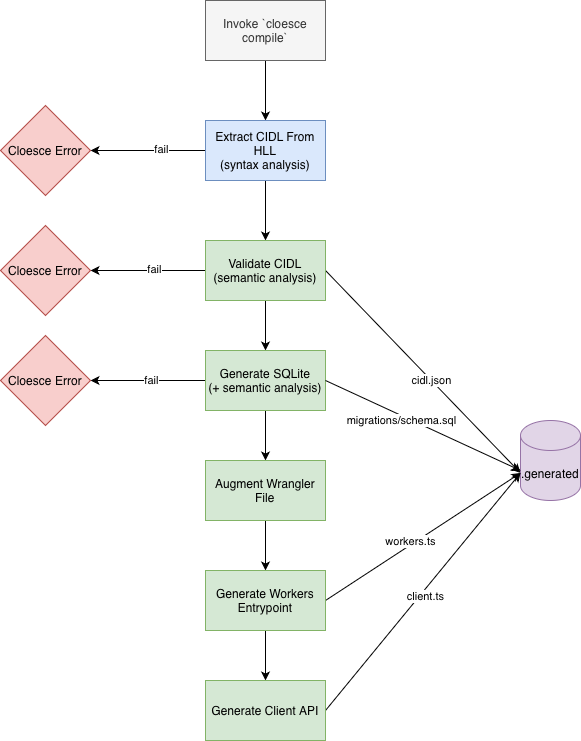 Invoke `cloesce
compile`
Extract CIDL From
HLL
(syntax analysis)
fail
Cloesce Error
Validate CIDL
(semantic analysis)
fail
Cloesce Error
Generate SQLite
(+ semantic analysis)
fail
Cloesce Error
cidl.json
migrations/schema.sql
.generated
Augment Wrangler
File
workers.ts
Generate Workers
Entrypoint
client.ts
Generate Client API